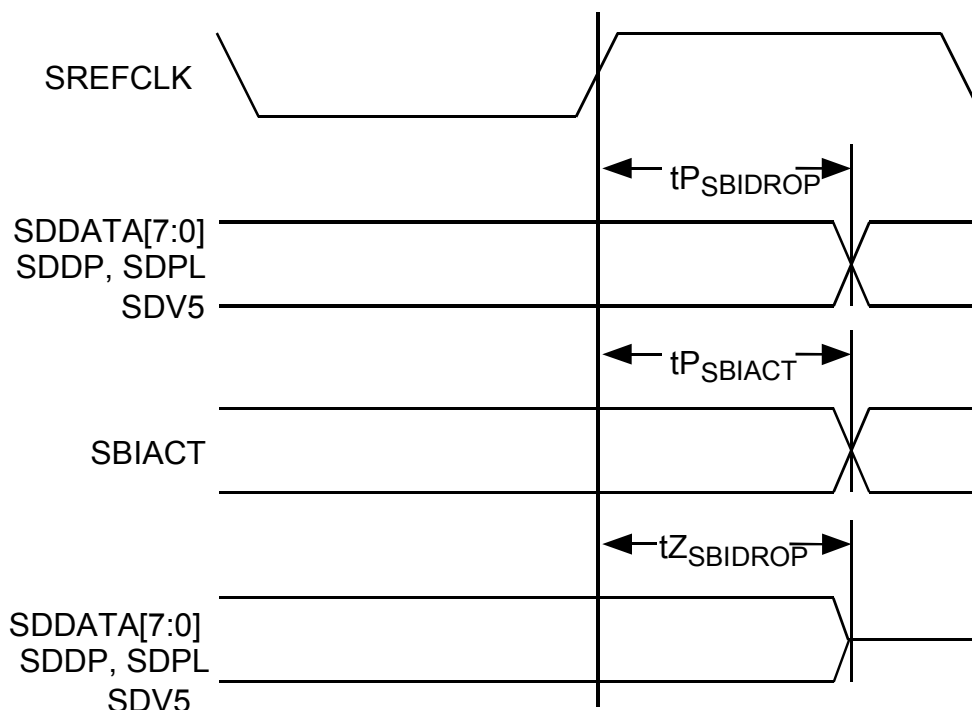 SREFCLK
tPSBIDROP
SDDATA[7:0]
SDDP, SDPL
SDV5
tPSBIACT
SBIACT
tZSBIDROP
SDDATA[7:0]
SDDP, SDPL
SDV5